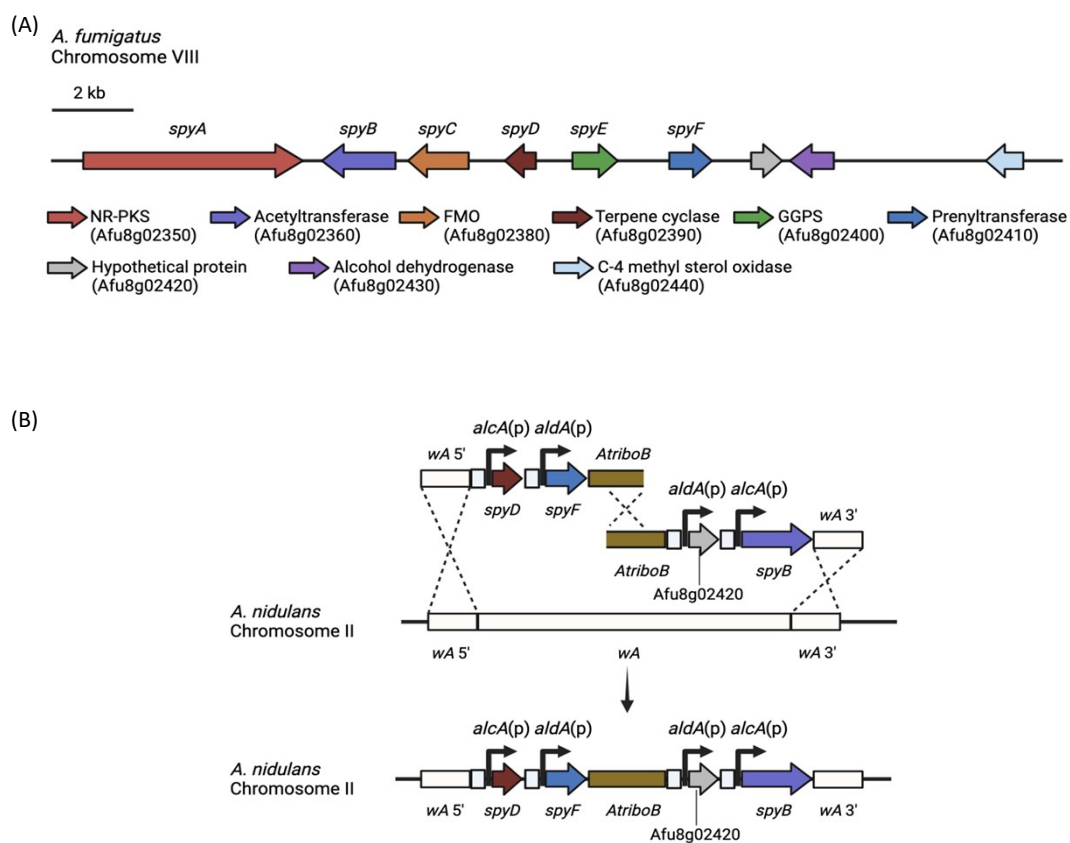 (A)
A. fumigatus
Chromosome VIII
2 kb
spyA spyB spyC spyD spyE spyF
NR-PKS
(Afu8g02350)
Acetyltransferase
(Afu8g02360)
FMO
(Afu8g02380)
Terpene cyclase
(Afu8g02390)
GGPS
(Afu8g02400)
Prenyltransferase
(Afu8g02410)
Hypothetical protein
(Afu8g02420)
Alcohol dehydrogenase
(Afu8g02430)
C-4 methyl sterol oxidase
(Afu8g02440)
(B)
alcA(p) aldA(p)
wA 5' AtriboB
spyD spyF
aldA(p) alcA(p)
wA 3'
AtriboB spyB
Afu8g02420
A. nidulans
Chromosome II
wA 5' wA wA 3'
alcA(p) aldA(p) aldA(p) alcA(p)
A. nidulans
Chromosome II
wA 5' spyD spyF AtriboB spyB wA 3'
Afu8g02420